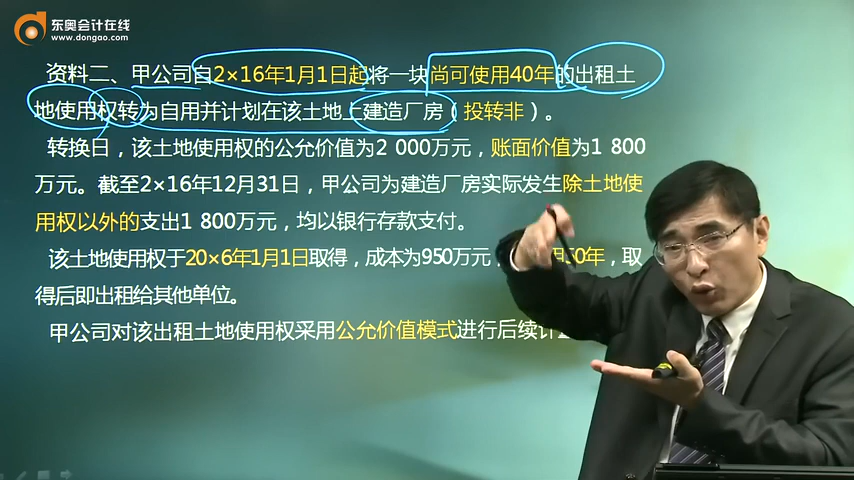 东奥会计在线
www.dongao.com
资料二、甲公司自2×16年1月1日起将一块尚可使用40年的出租土
地使用权转为自用并计划在该土地上建造厂房（投转非）。
转换日，该土地使用权的公允价值为2 000万元，账面价值为1 800
万元。截至2×16年12月31日，甲公司为建造厂房实际发生除土地使
用权以外的支出1 800万元，均以银行存款支付。
该土地使用权于20×6年1月1日取得，成本为950万元，50年，取
得后即出租给其他单位。
甲公司对该出租土地使用权采用公允价值模式进行后续计